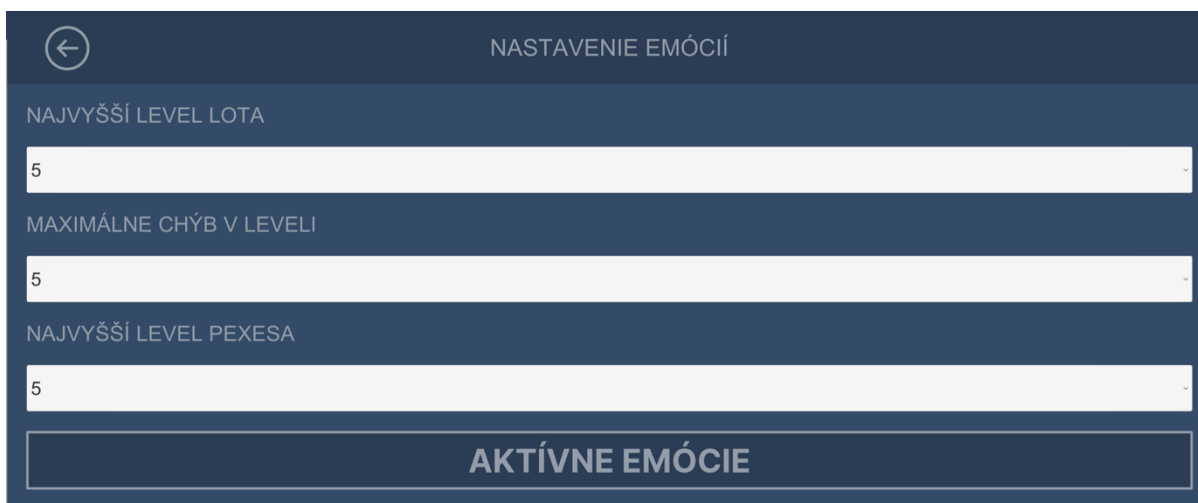 NASTAVENIE EMÓCIÍ
NAJVYŠŠÍ LEVEL LOTA
5
MAXIMÁLNE CHÝB V LEVELI
5
NAJVYŠŠÍ LEVEL PEXESA
5
AKTÍVNE EMÓCIE